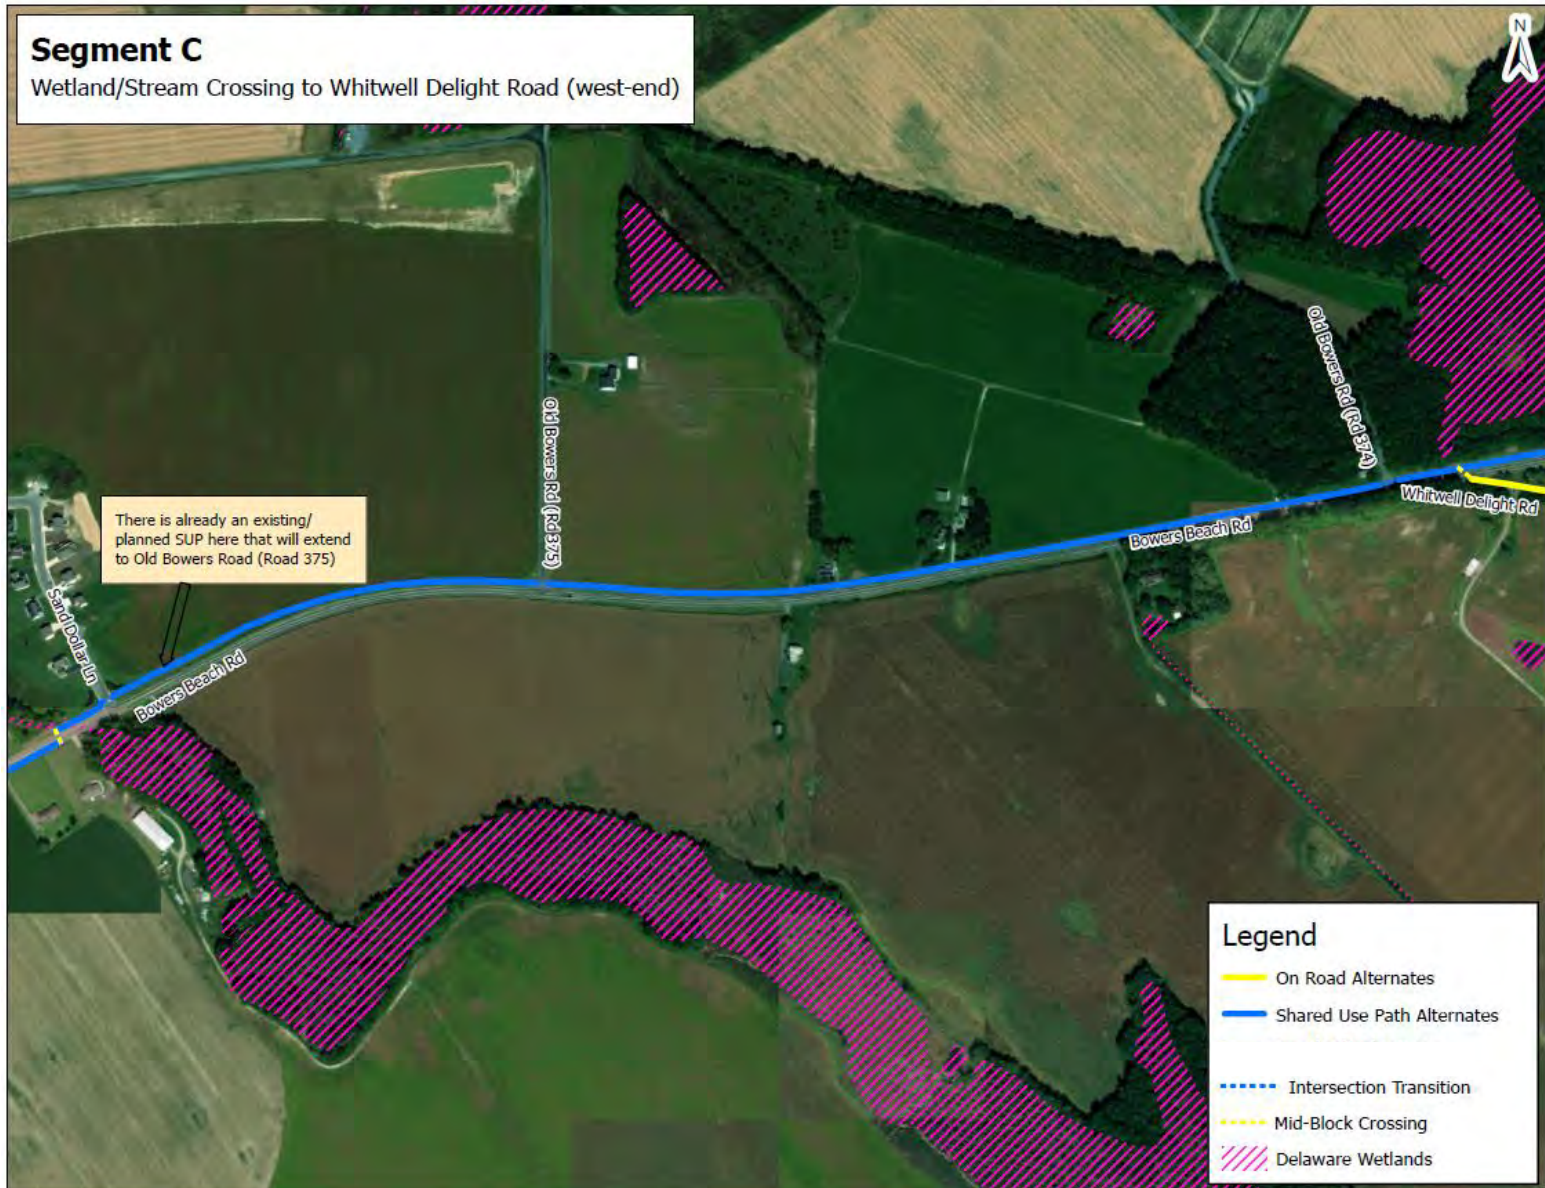 Segment C
Wetland/Stream Crossing to Whitwell Delight Road (west-end)
N
Old Bowers Rd (Rd 374)
Old Bowers Rd (Rd 375)
Whitwell Delight Rd
Bowers Beach Rd
There is already an existing/
planned SUP here that will extend
to Old Bowers Road (Road 375)
Sand Dollar Ln
Bowers Beach Rd
Legend
On Road Alternates
Shared Use Path Alternates
Intersection Transition
Mid-Block Crossing
Delaware Wetlands